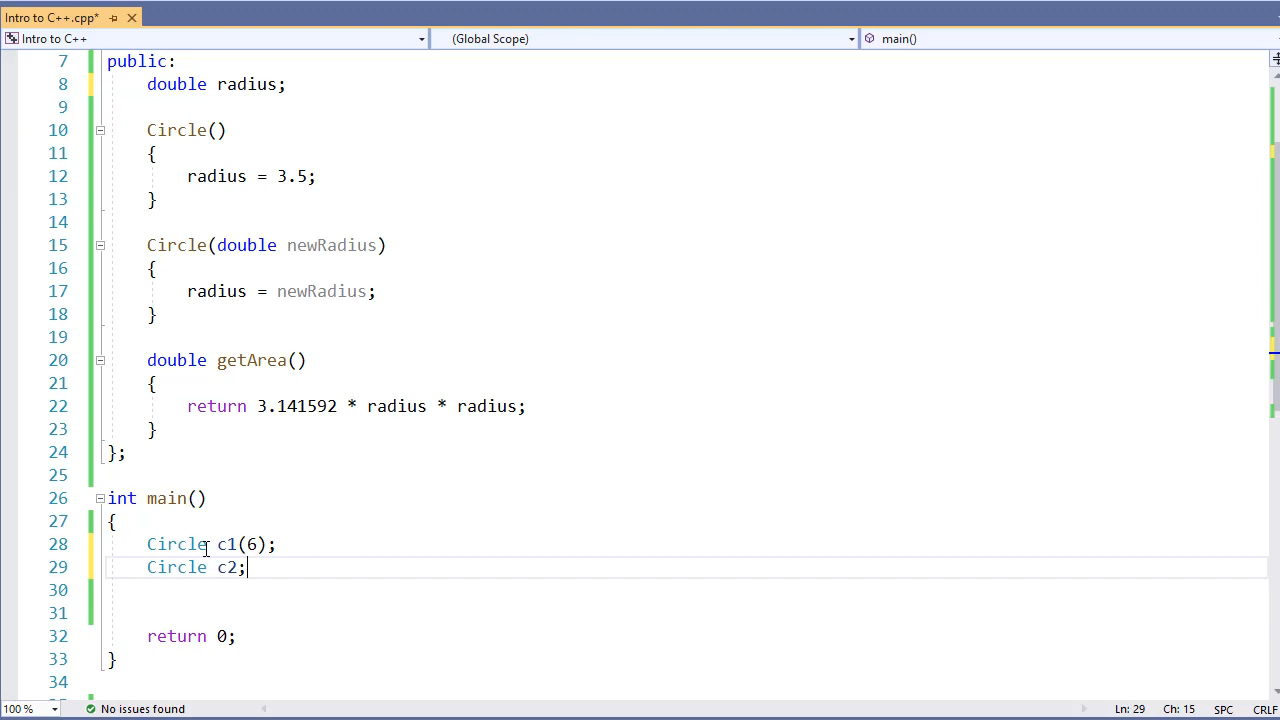 Intro to C++.cpp*
Intro to C++ (Global Scope) main()
7 public:
8 double radius;
9
10 Circle()
11 {
12 radius = 3.5;
13 }
14
15 Circle(double newRadius)
16 {
17 radius = newRadius;
18 }
19
20 double getArea()
21 {
22 return 3.141592 * radius * radius;
23 }
24 };
25
26 int main()
27 {
28 Circle c1(6);
29 Circle c2;
30
31
32 return 0;
33 }
34
100 % No issues found Ln: 29 Ch: 15 SPC CRLF